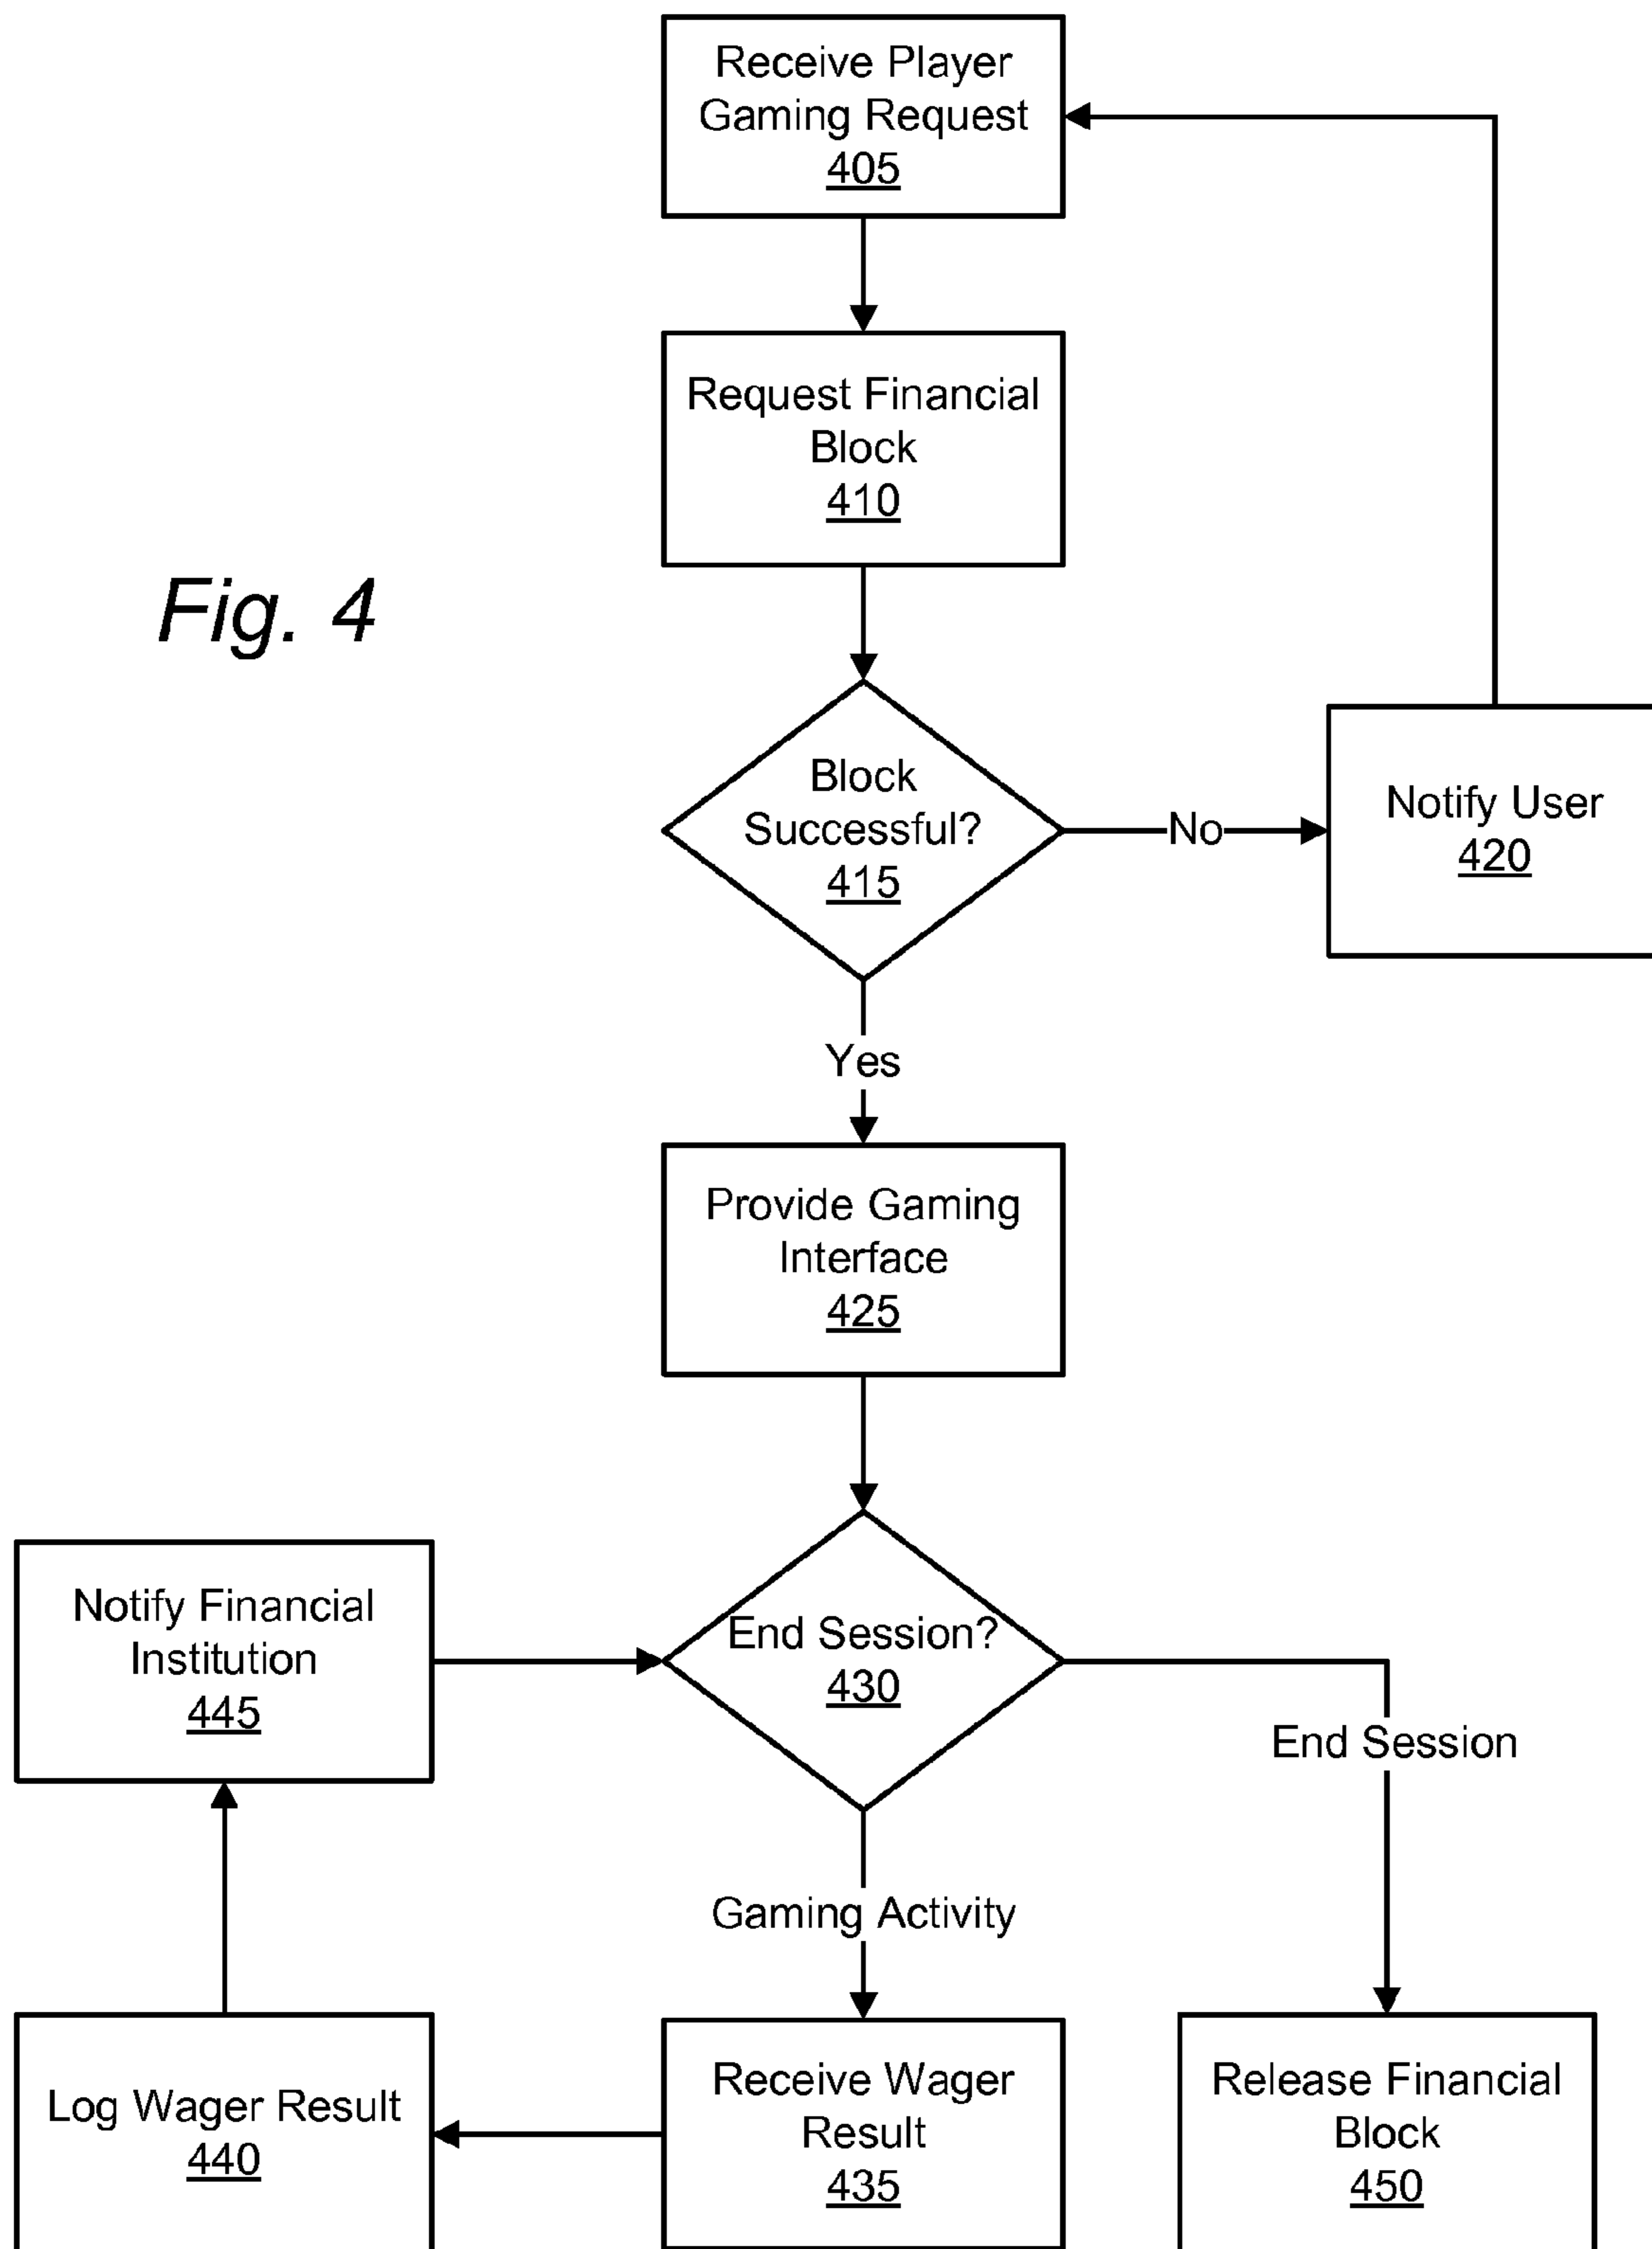 Receive Player
Gaming Request
405
Request Financial
Block
410
Fig. 4
Block
Successful?
415
No
Notify User
420
Yes
Provide Gaming
Interface
425
Notify Financial
Institution
445
End Session?
430
End Session
Gaming Activity
Log Wager Result
440
Receive Wager
Result
435
Release Financial
Block
450